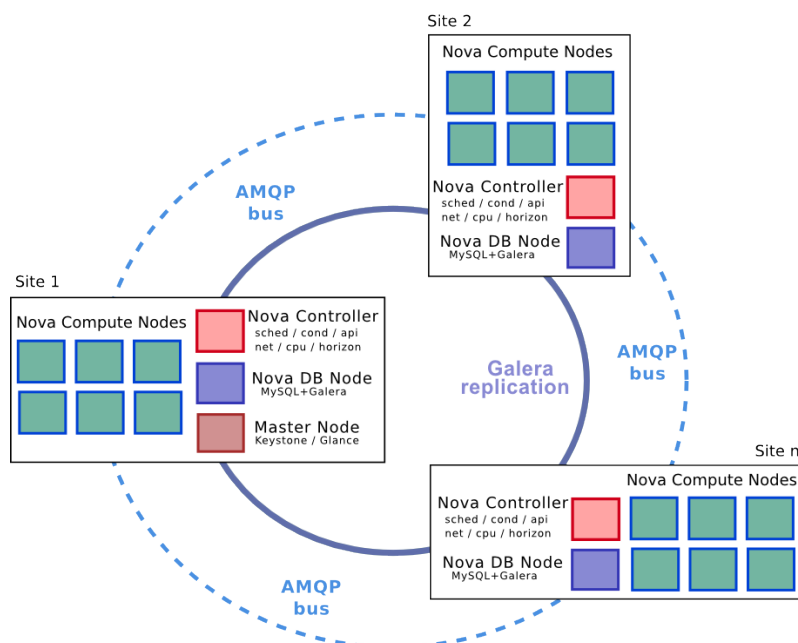 Site 2
Nova Compute Nodes
Nova Controller
sched / cond / api
net / cpu / horizon
Nova DB Node
MySQL+Galera
AMQP
bus
Site 1
Nova Compute Nodes
Nova Controller
sched / cond / api
net / cpu / horizon
Nova DB Node
MySQL+Galera
Master Node
Keystone / Glance
Galera
replication
AMQP
bus
Site n
Nova Compute Nodes
Nova Controller
sched / cond / api
net / cpu / horizon
Nova DB Node
MySQL+Galera
AMQP
bus